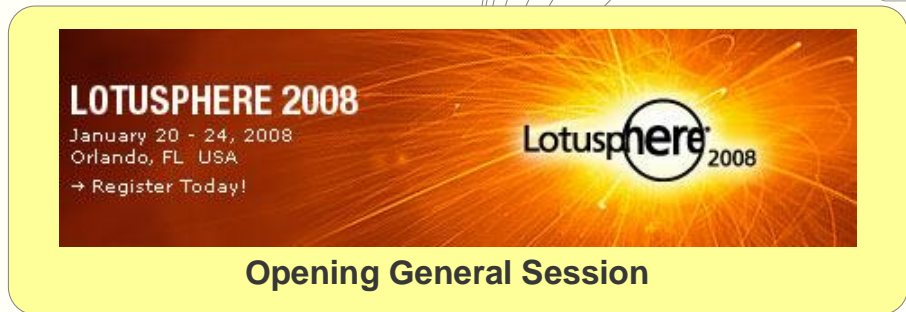 LOTUSPHERE 2008
January 20 - 24, 2008
Orlando, FL USA
→ Register Today!
Lotusphere 2008
Opening General Session